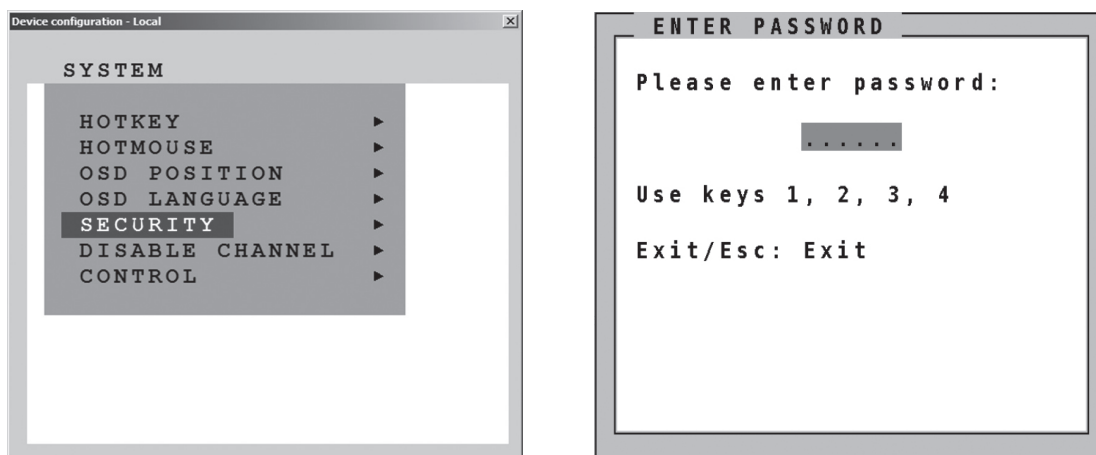 Device configuration - Local
SYSTEM
HOTKEY
HOTMOUSE
OSD POSITION
OSD LANGUAGE
SECURITY
DISABLE CHANNEL
CONTROL
ENTER PASSWORD
Please enter password:
......
Use keys 1, 2, 3, 4
Exit/Esc: Exit